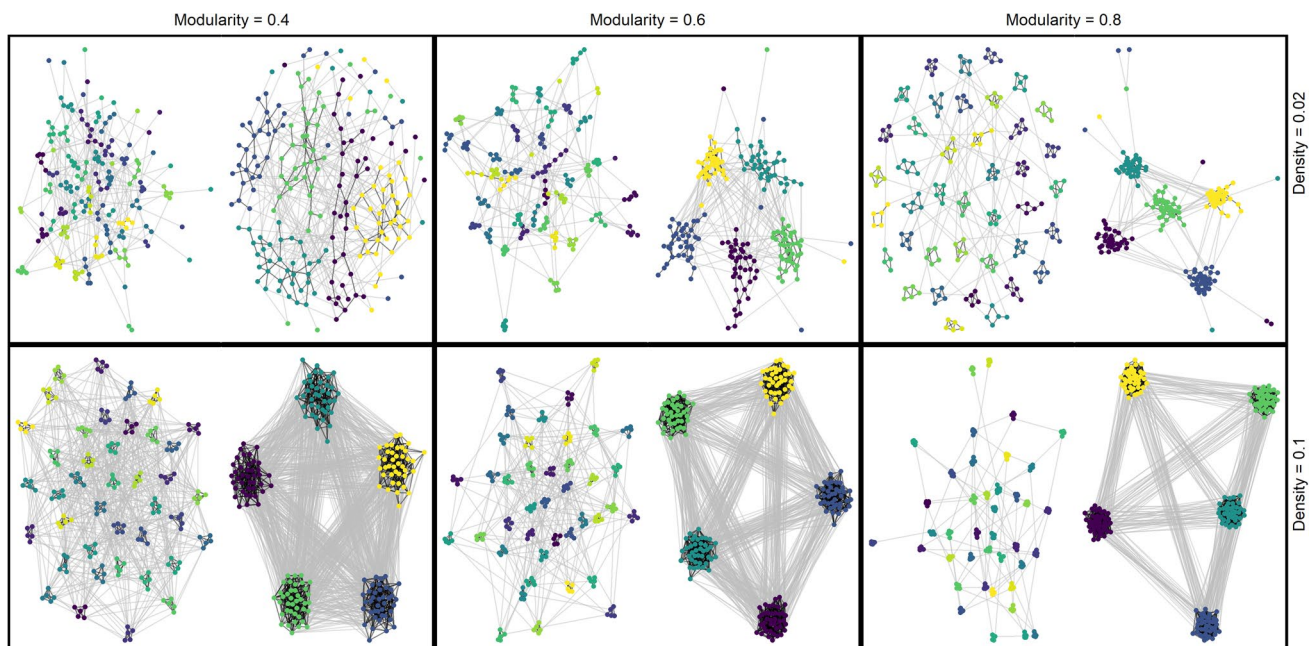 Modularity = 0.4
Modularity = 0.6
Modularity = 0.8
Density = 0.02
Density = 0.1